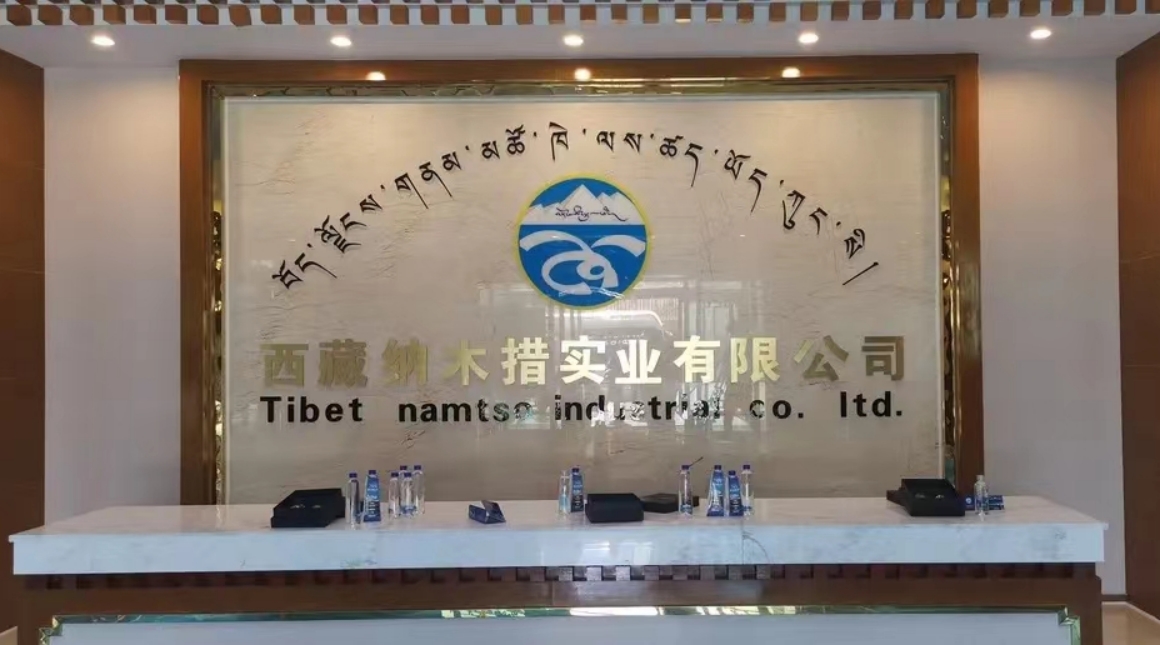 བོད་ལྗོངས་གནམ་མཚོ་ཁེ་ལས་ཚད་ཡོད་ཀུང་སི།
西藏纳木措实业有限公司
Tibet namtso industrial co. ltd.